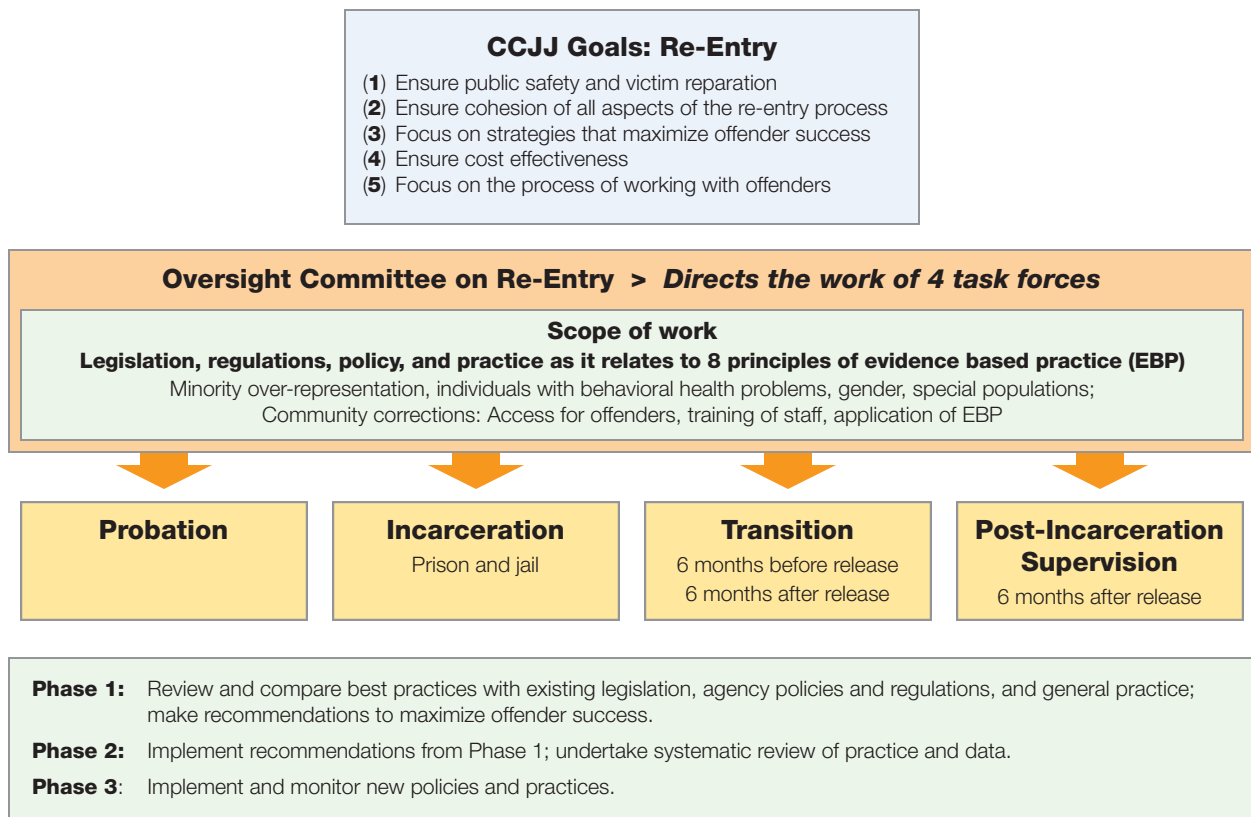 CCJJ Goals: Re-Entry
(1) Ensure public safety and victim reparation
(2) Ensure cohesion of all aspects of the re-entry process
(3) Focus on strategies that maximize offender success
(4) Ensure cost effectiveness
(5) Focus on the process of working with offenders
Oversight Committee on Re-Entry > Directs the work of 4 task forces
Scope of work
Legislation, regulations, policy, and practice as it relates to 8 principles of evidence based practice (EBP)
Minority over-representation, individuals with behavioral health problems, gender, special populations;
Community corrections: Access for offenders, training of staff, application of EBP
Probation
Incarceration
Prison and jail
Transition
6 months before release
6 months after release
Post-Incarceration
Supervision
6 months after release
Phase 1: Review and compare best practices with existing legislation, agency policies and regulations, and general practice;
make recommendations to maximize offender success.
Phase 2: Implement recommendations from Phase 1; undertake systematic review of practice and data.
Phase 3: Implement and monitor new policies and practices.